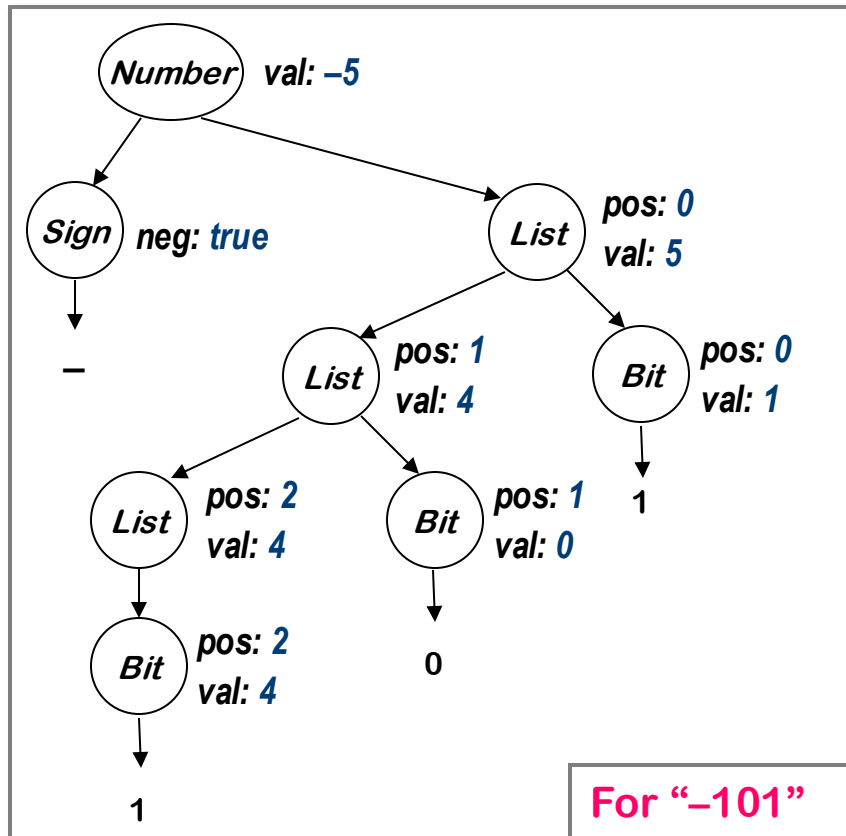 Number val: –5
Sign neg: true
List pos: 0
val: 5
–
List pos: 1
val: 4
Bit pos: 0
val: 1
List pos: 2
val: 4
Bit pos: 1
val: 0
1
Bit pos: 2
val: 4
0
1
For “–101”